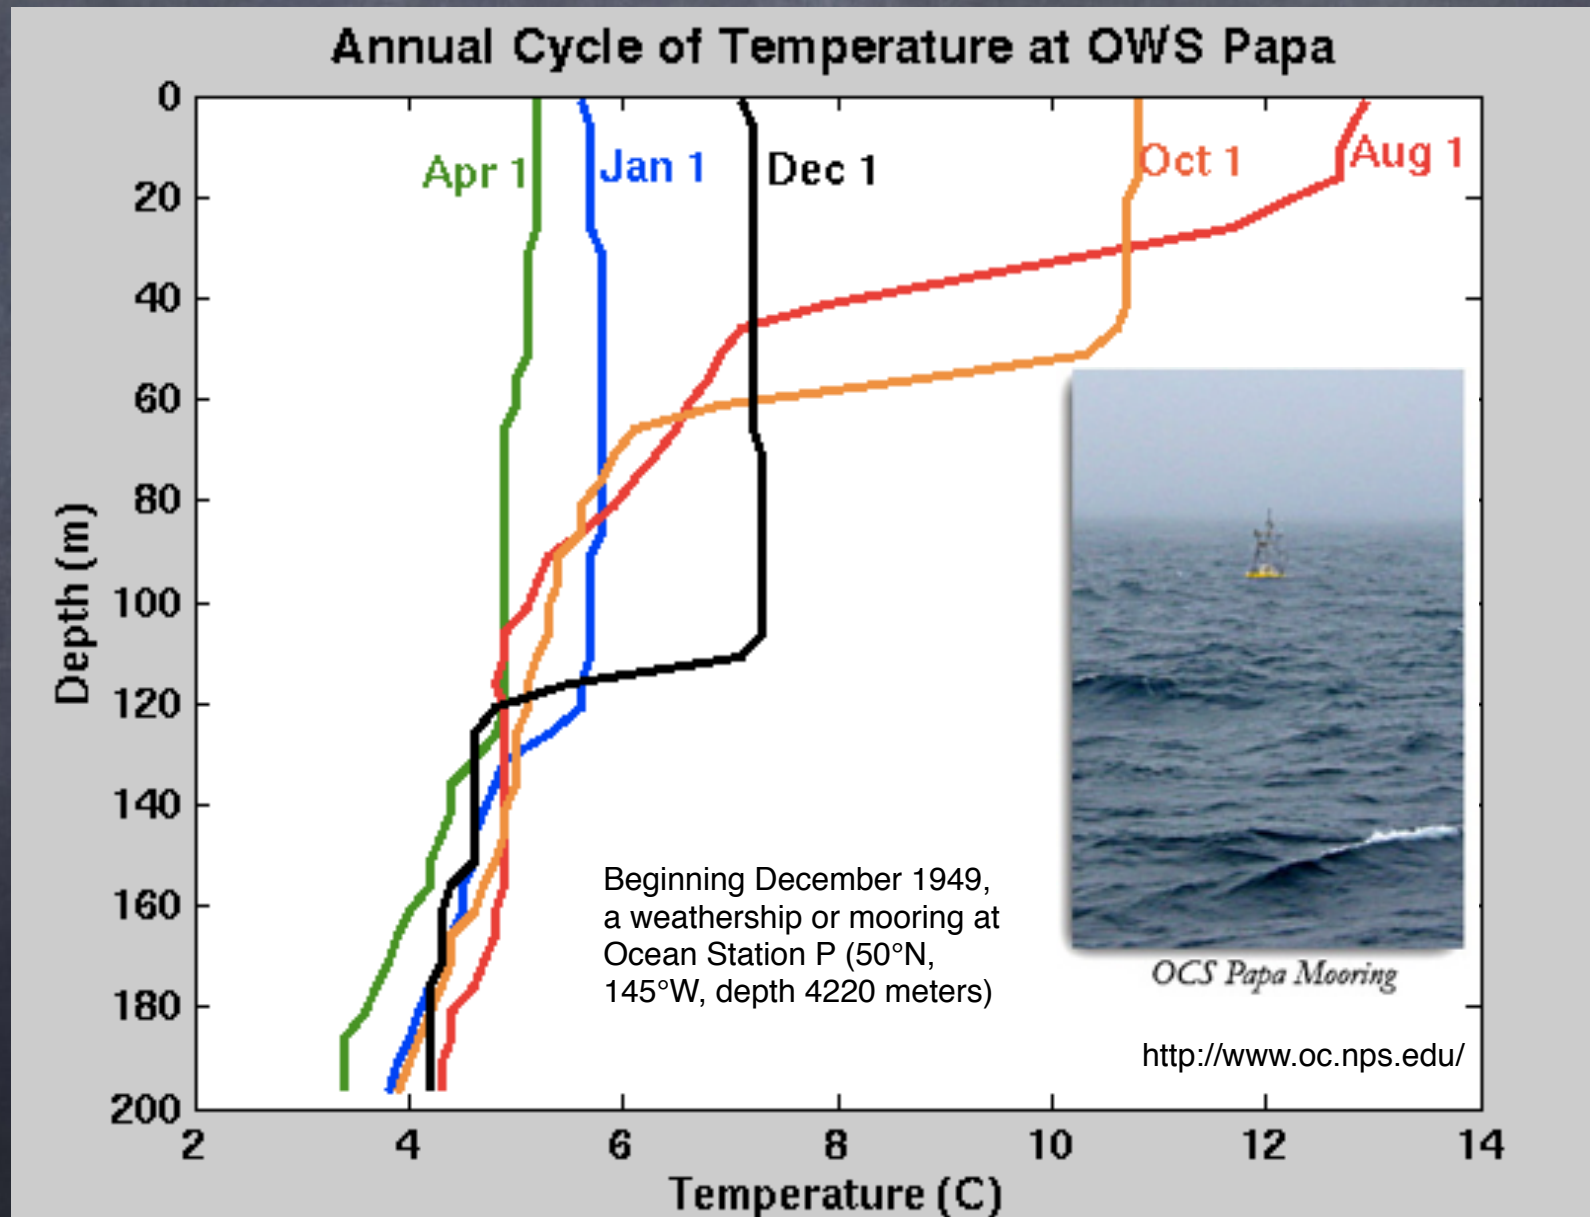 Annual Cycle of Temperature at OWS Papa
0
20
40
60
80
100
120
140
160
180
200
Depth (m)
Apr 1
Jan 1
Dec 1
Oct 1
Aug 1
Beginning December 1949,
a weathership or mooring at
Ocean Station P (50°N,
145°W, depth 4220 meters)
OCS Papa Mooring
http://www.oc.nps.edu/
2 4 6 8 10 12 14
Temperature (C)